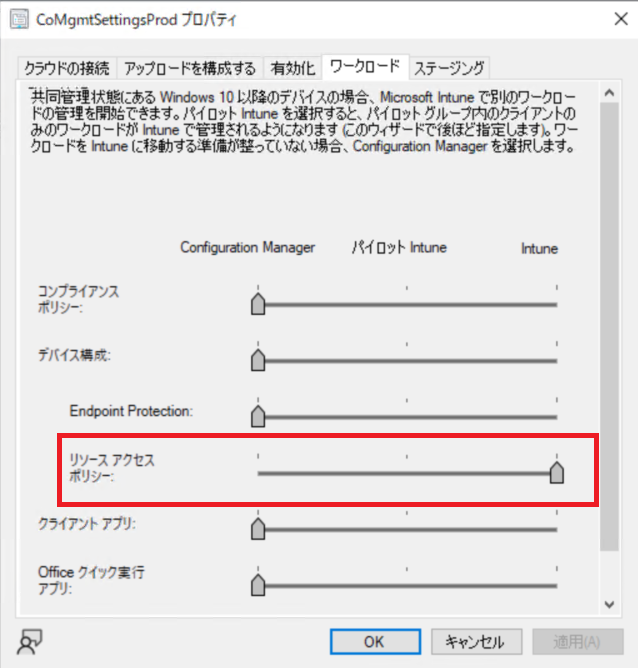 CoMgmtSettingsProd プロパティ
クラウドの接続 アップロードを構成する 有効化 ワークロード ステージング
共同管理状態にある Windows 10 以降のデバイスの場合、Microsoft Intune で別のワークロー
ドの管理を開始できます。パイロット Intune を選択すると、パイロット グループ内のクライアントの
みのワークロードが Intune で管理されるようになります (このウィザードで後ほど指定します)。ワー
クロードを Intune に移動する準備が整っていない場合、Configuration Manager を選択します。
Configuration Manager パイロット Intune Intune
コンプライアンス
ポリシー:
デバイス構成:
Endpoint Protection:
リソース アクセス
ポリシー:
クライアント アプリ:
Office クイック実行
アプリ:
OK キャンセル 適用(A)